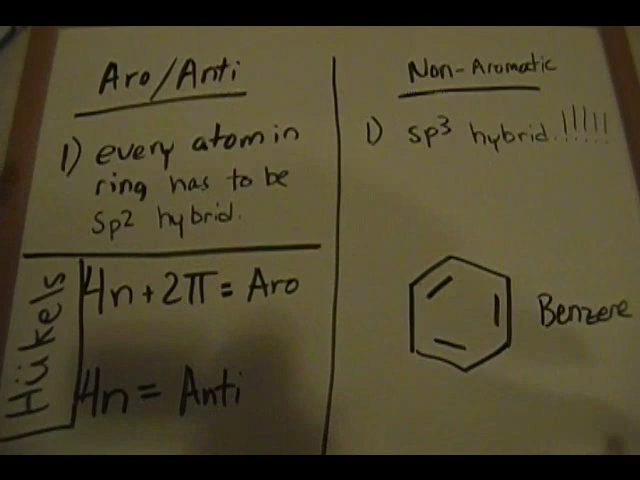 Aro/Anti
1) every atom in
ring has to be
sp2 hybrid.
Hükels
4n+2π = Aro
4n = Anti
Non-Aromatic
1) sp³ hybrid.!!!!!
Benzene